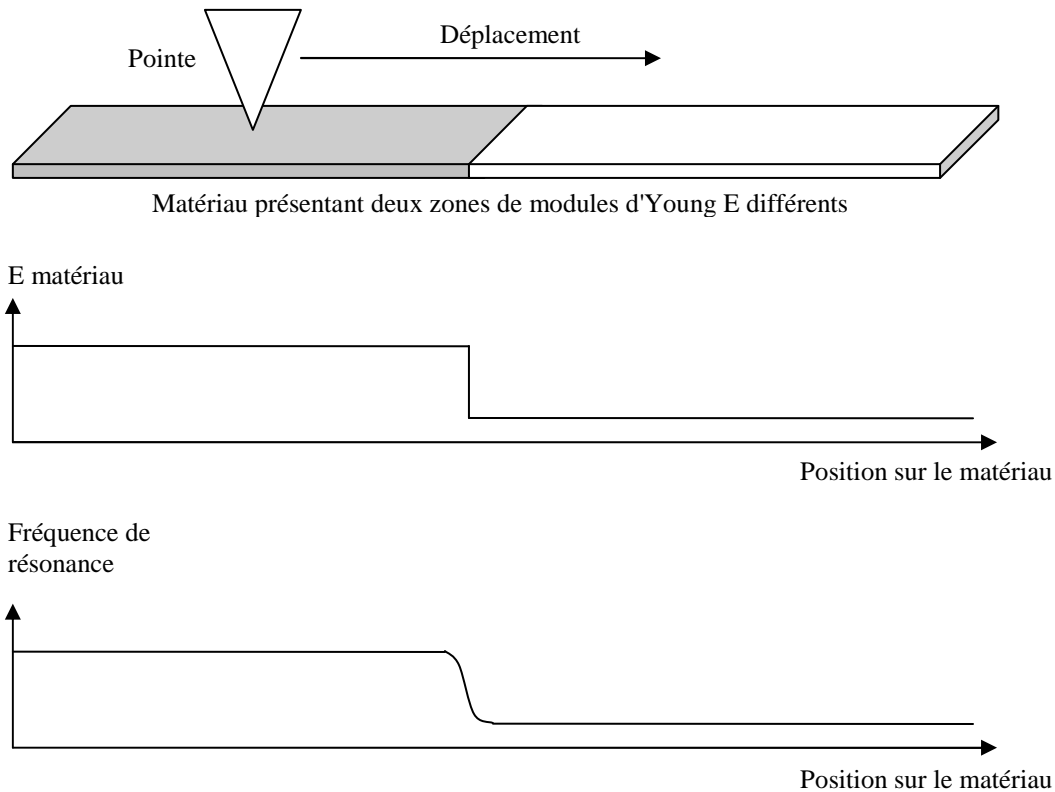 Déplacement
Pointe
Matériau présentant deux zones de modules d'Young E différents
E matériau
Position sur le matériau
Fréquence de
résonance
Position sur le matériau